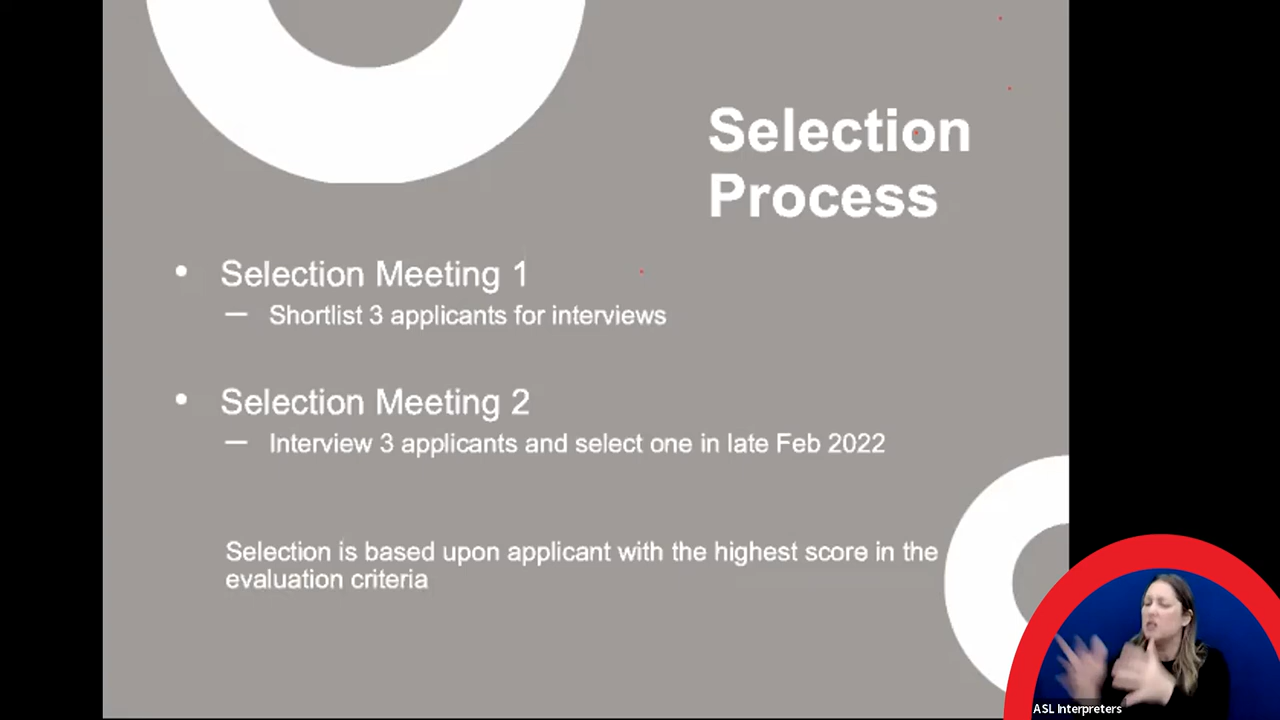 Selection
Process
• Selection Meeting 1
— Shortlist 3 applicants for interviews
• Selection Meeting 2
— Interview 3 applicants and select one in late Feb 2022
Selection is based upon applicant with the highest score in the
evaluation criteria
ASL Interpreters